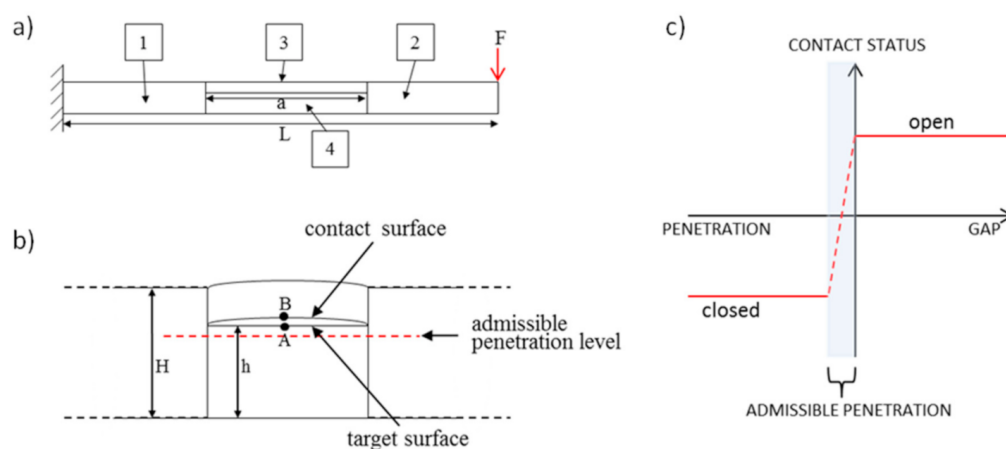 a)
1
3
2
F
a
L
4
b)
contact surface
B
A
admissible
penetration level
H
h
target surface
c)
CONTACT STATUS
open
PENETRATION
GAP
closed
ADMISSIBLE PENETRATION